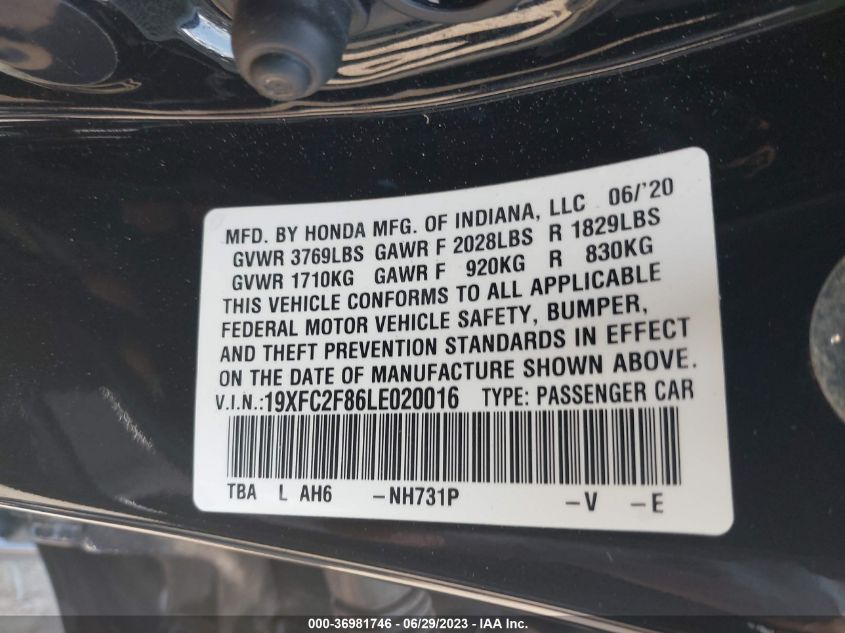 MFD. BY HONDA MFG. OF INDIANA, LLC 06/'20
GVWR 3769LBS GAWR F 2028LBS R 1829LBS
GVWR 1710KG GAWR F 920KG R 830KG
THIS VEHICLE CONFORMS TO ALL APPLICABLE
FEDERAL MOTOR VEHICLE SAFETY, BUMPER,
AND THEFT PREVENTION STANDARDS IN EFFECT
ON THE DATE OF MANUFACTURE SHOWN ABOVE.
V.I.N.:19XFC2F86LE020016 TYPE: PASSENGER CAR
TBA L AH6 –NH731P –V –E
000-36981746 - 06/29/2023 - IAA Inc.